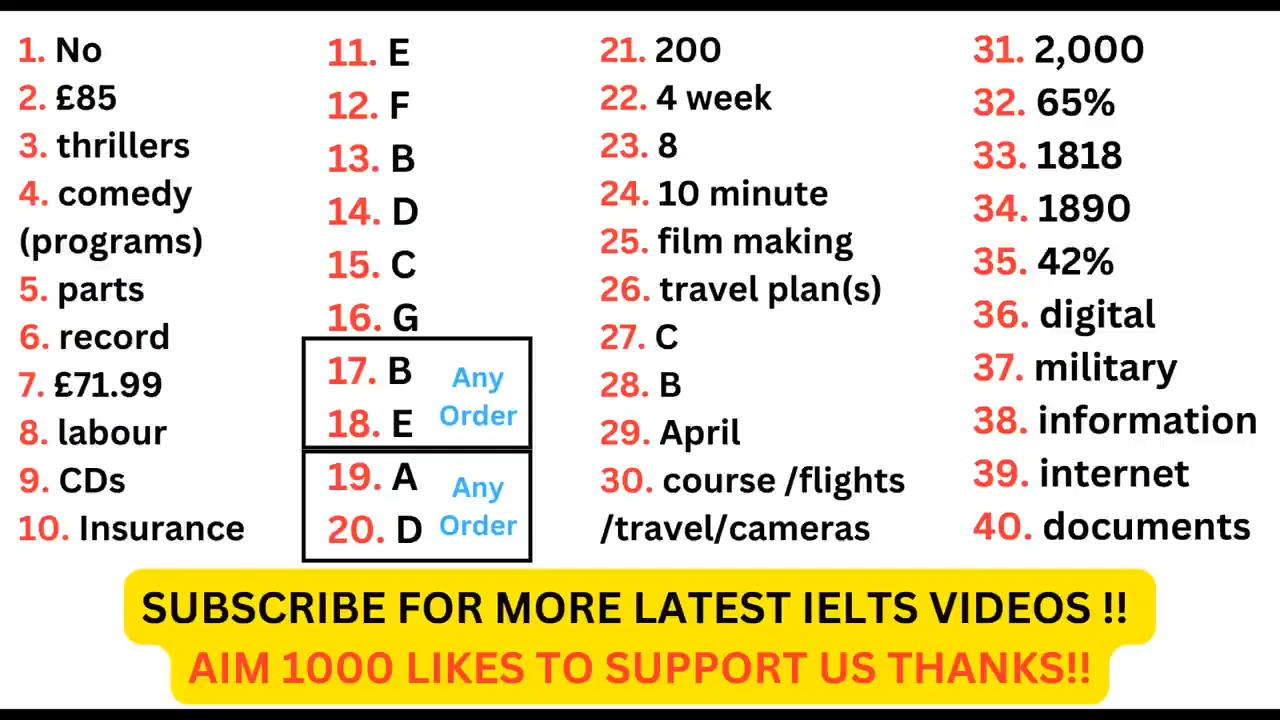 1. No
2. £85
3. thrillers
4. comedy
(programs)
5. parts
6. record
7. £71.99
8. labour
9. CDs
10. Insurance
11. E
12. F
13. B
14. D
15. C
16. G
17. B
18. E
Any
Order
19. A
20. D
Any
Order
21. 200
22. 4 week
23. 8
24. 10 minute
25. film making
26. travel plan(s)
27. C
28. B
29. April
30. course /flights
/travel/cameras
31. 2,000
32. 65%
33. 1818
34. 1890
35. 42%
36. digital
37. military
38. information
39. internet
40. documents
SUBSCRIBE FOR MORE LATEST IELTS VIDEOS !!
AIM 1000 LIKES TO SUPPORT US THANKS!!